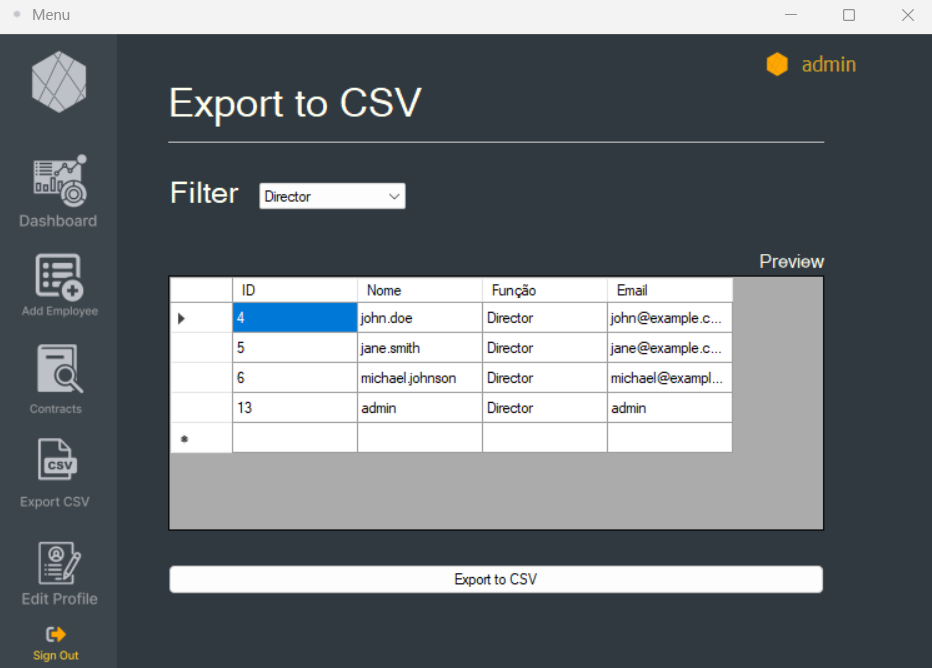 Menu
admin
Export to CSV
Filter
Director
Preview
ID Nome Função Email
4 john.doe Director john@example.c...
5 jane.smith Director jane@example.c...
6 michael.johnson Director michael@exampl...
13 admin Director admin
Export to CSV
Dashboard
Add Employee
Contracts
CSV
Export CSV
Edit Profile
Sign Out